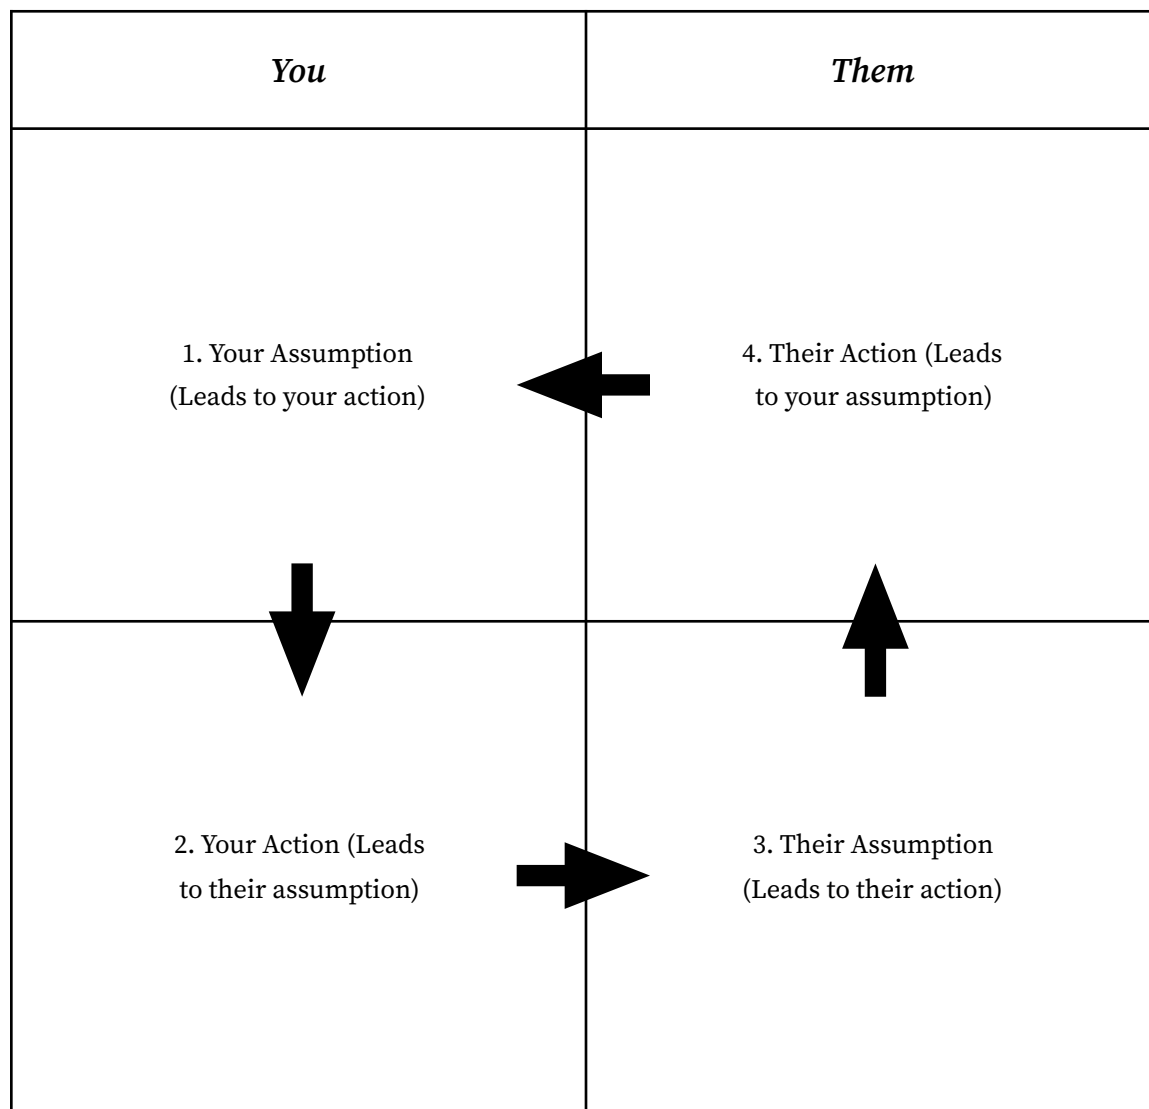 You
Them
1. Your Assumption
(Leads to your action)
4. Their Action (Leads
to your assumption)
2. Your Action (Leads
to their assumption)
3. Their Assumption
(Leads to their action)